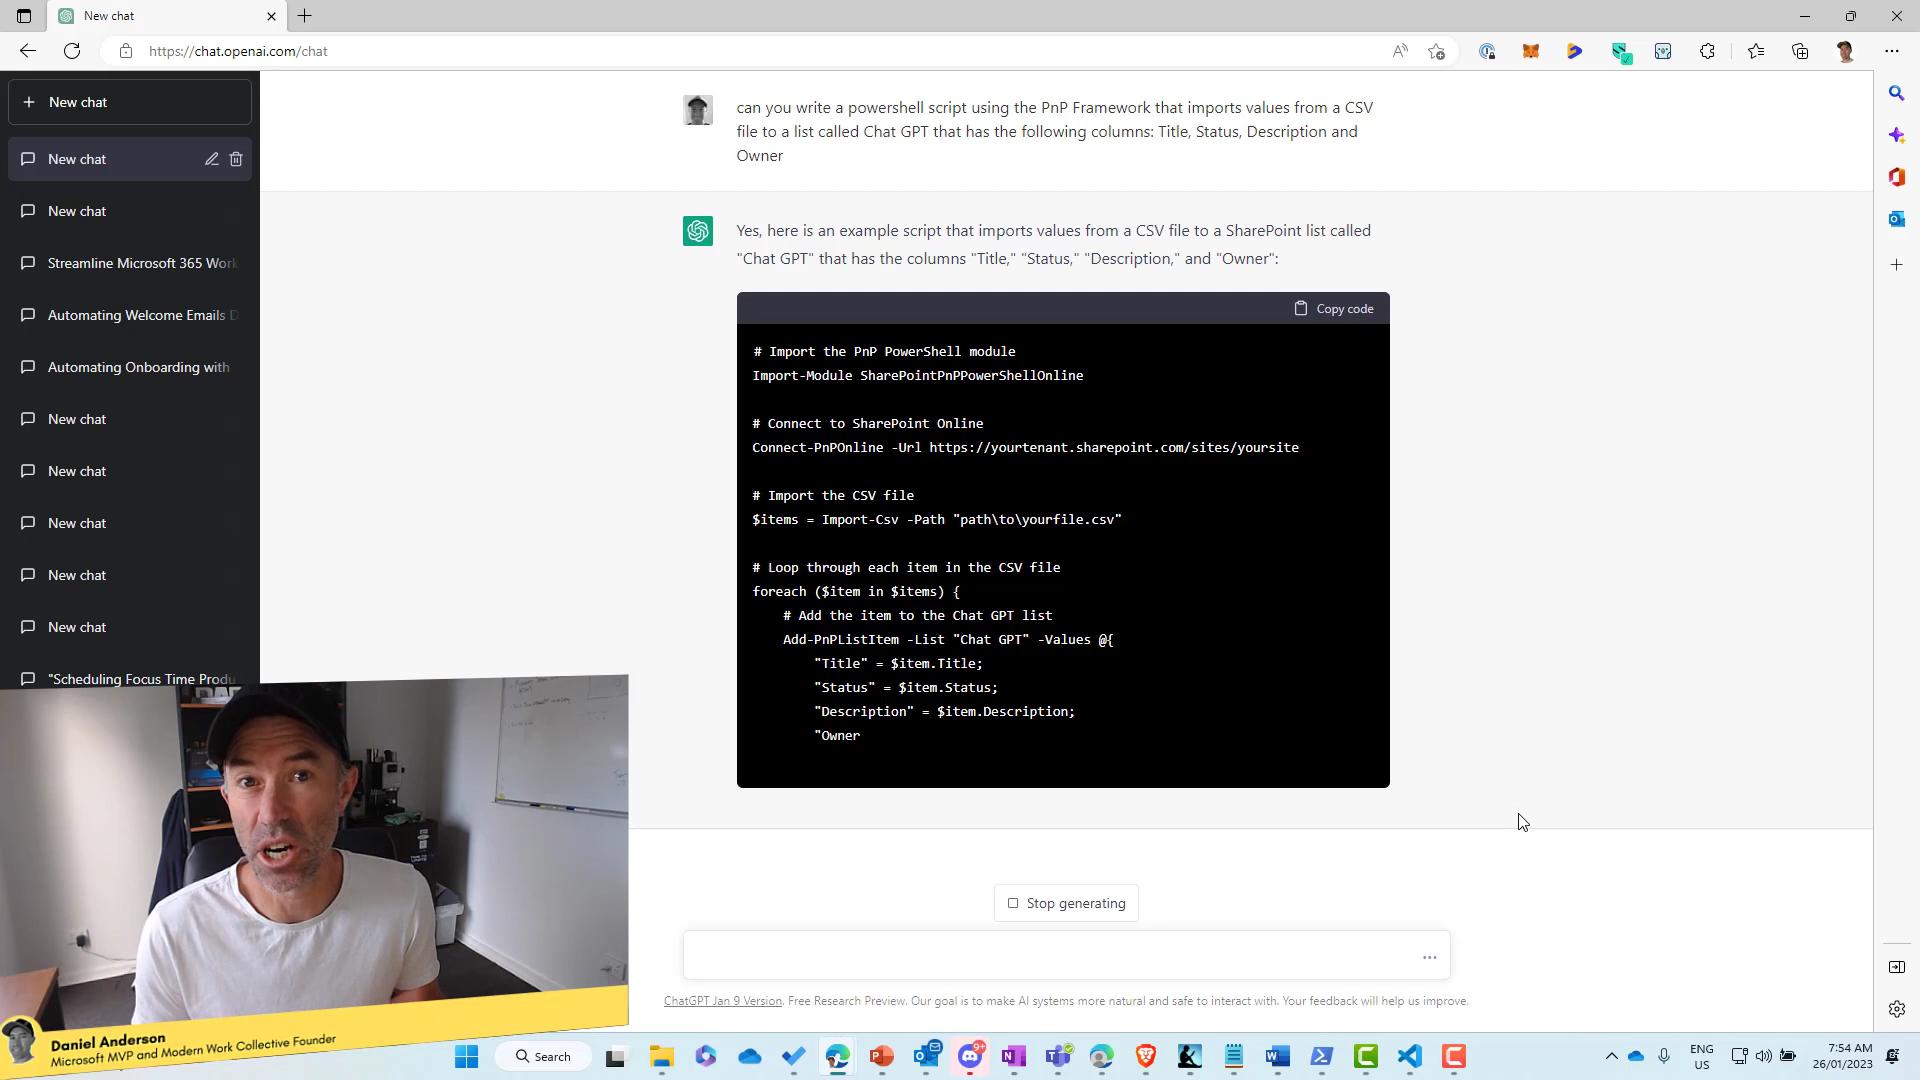 New chat
https://chat.openai.com/chat
New chat
New chat
New chat
Streamline Microsoft 365 Work
Automating Welcome Emails D
Automating Onboarding with
New chat
New chat
New chat
New chat
New chat
"Scheduling Focus Time Produ
can you write a powershell script using the PnP Framework that imports values from a CSV
file to a list called Chat GPT that has the following columns: Title, Status, Description and
Owner
Yes, here is an example script that imports values from a CSV file to a SharePoint list called
"Chat GPT" that has the columns "Title," "Status," "Description," and "Owner":
Copy code
# Import the PnP PowerShell module
Import-Module SharePointPnPPowerShellOnline
# Connect to SharePoint Online
Connect-PnPOnline -Url https://yourtenant.sharepoint.com/sites/yoursite
# Import the CSV file
$items = Import-Csv -Path "path\to\yourfile.csv"
# Loop through each item in the CSV file
foreach ($item in $items) {
# Add the item to the Chat GPT list
Add-PnPListItem -List "Chat GPT" -Values @{
"Title" = $item.Title;
"Status" = $item.Status;
"Description" = $item.Description;
"Owner
Stop generating
ChatGPT Jan 9 Version. Free Research Preview. Our goal is to make AI systems more natural and safe to interact with. Your feedback will help us improve.
Daniel Anderson
Microsoft MVP and Modern Work Collective Founder
Search
9+
ENG
US
7:54 AM
26/01/2023